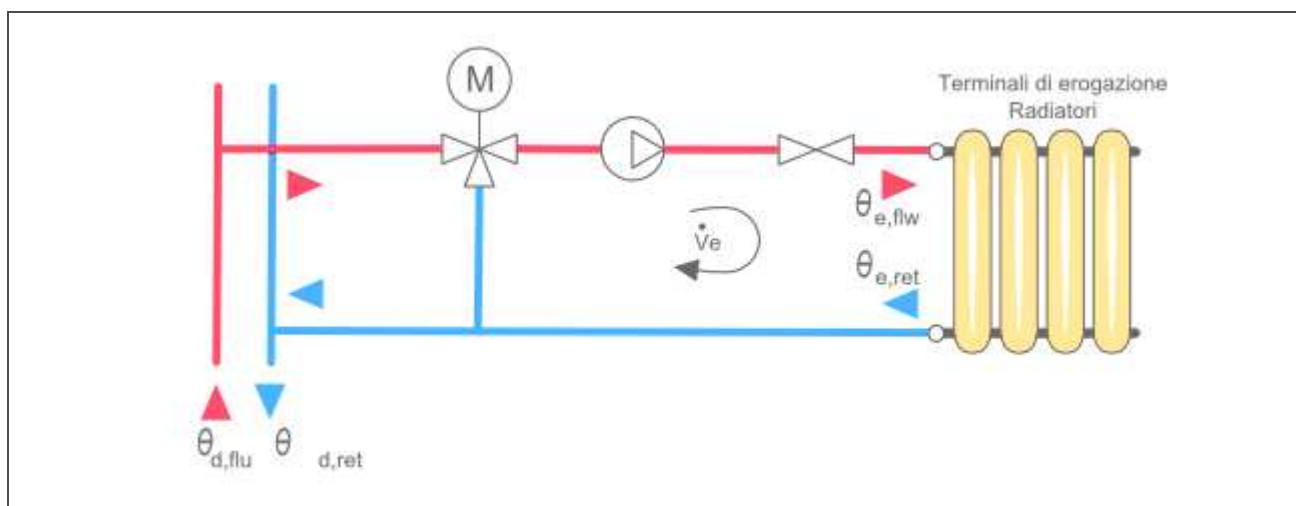 M
Terminali di erogazione
Radiatori
θe,flw
V̇e
θe,ret
θd,flu θ d,ret